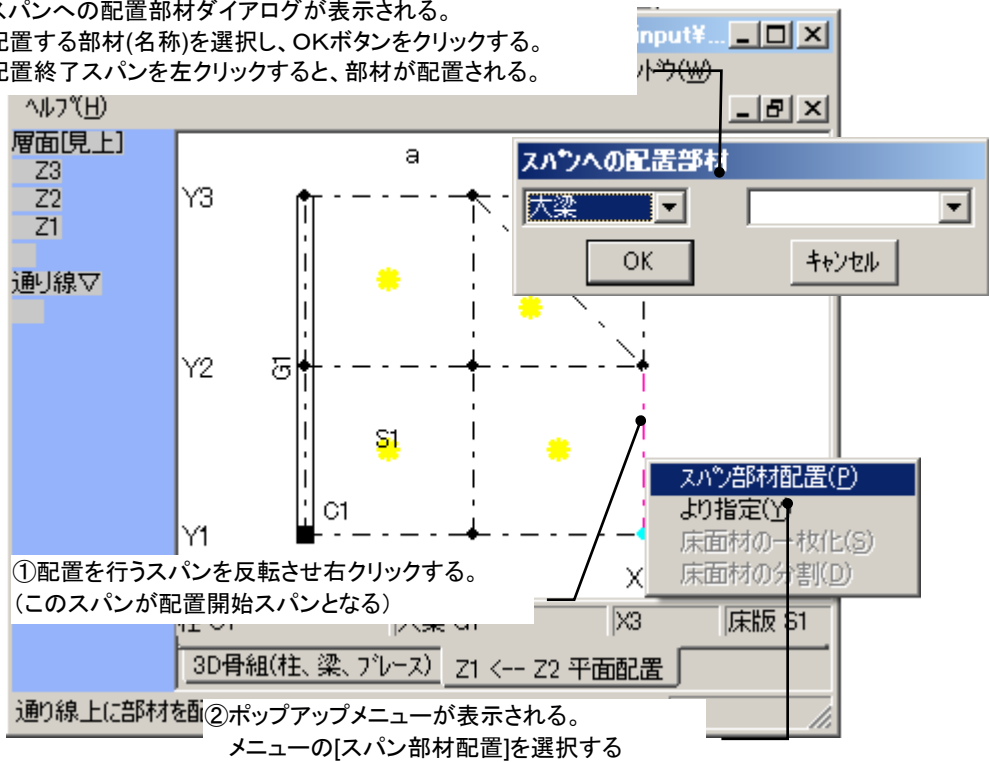 スパンへの配置部材ダイアログが表示される。
配置する部材(名称)を選択し、OKボタンをクリックする。
配置終了スパンを左クリックすると、部材が配置される。
input¥...
ｨﾝﾄﾞｳ(W)
ﾍﾙﾌﾟ(H)
層面[見上]
Z3
Z2
Z1
通り線▽
a
Y3
Y2
Y1
G1
S1
C1
X
ｽﾊﾟﾝへの配置部材
大梁
OK
ｷｬﾝｾﾙ
ｽﾊﾟﾝ部材配置(P)
より指定(Y)
床面材の一枚化(S)
床面材の分割(D)
①配置を行うスパンを反転させ右クリックする。
（このスパンが配置開始スパンとなる）
柱 C1
大梁 G1
X3
床版 S1
3D骨組(柱、梁、ﾌﾞﾚｰｽ)
Z1 <-- Z2 平面配置
通り線上に部材を配
②ポップアップメニューが表示される。
メニューの[スパン部材配置]を選択する